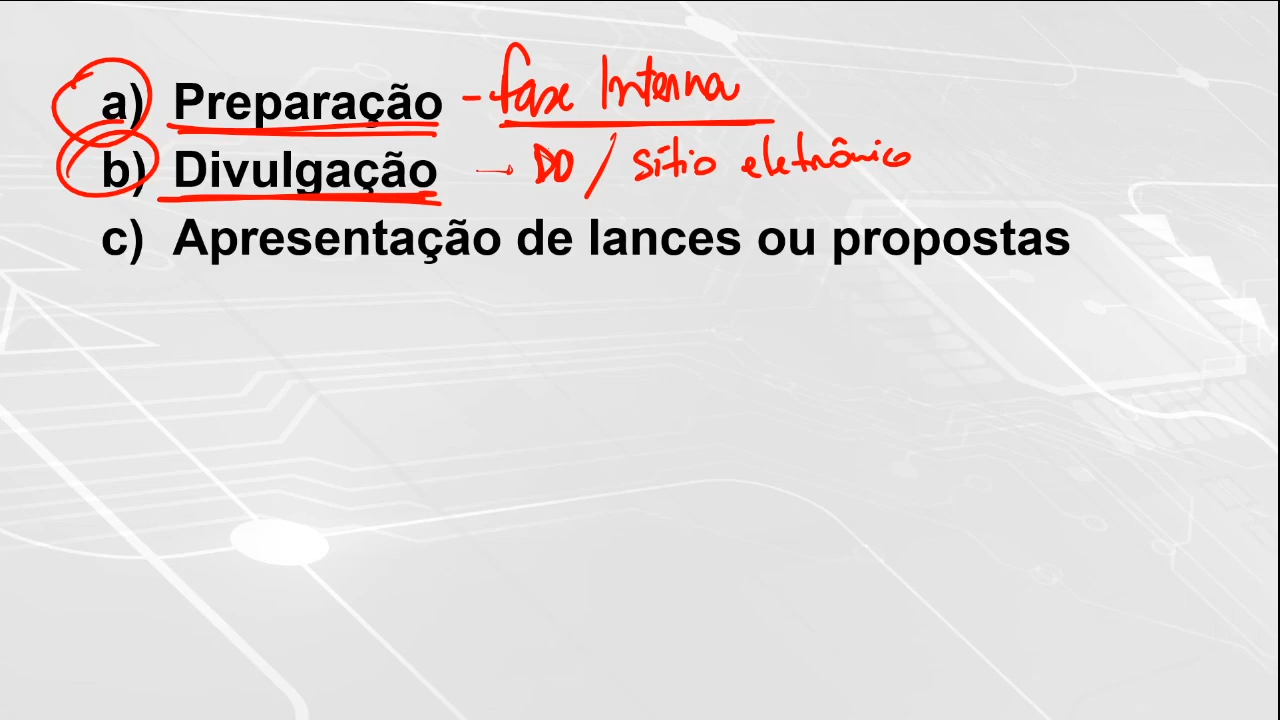 a) Preparação - fase Interna
b) Divulgação → DO / sítio eletrônico
c) Apresentação de lances ou propostas